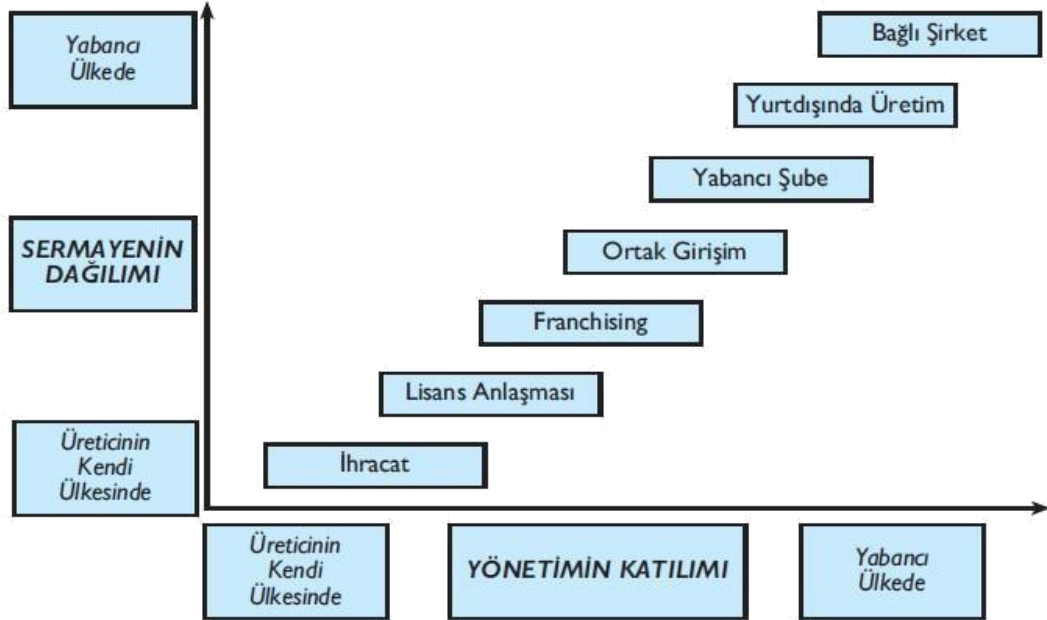 Yabancı
Ülkede
Bağlı Şirket
Yurtdışında Üretim
Yabancı Şube
SERMAYENİN
DAĞILIMI
Ortak Girişim
Franchising
Lisans Anlaşması
Üreticinin
Kendi
Ülkesinde
İhracat
Üreticinin
Kendi
Ülkesinde
YÖNETİMİN KATILIMI
Yabancı
Ülkede